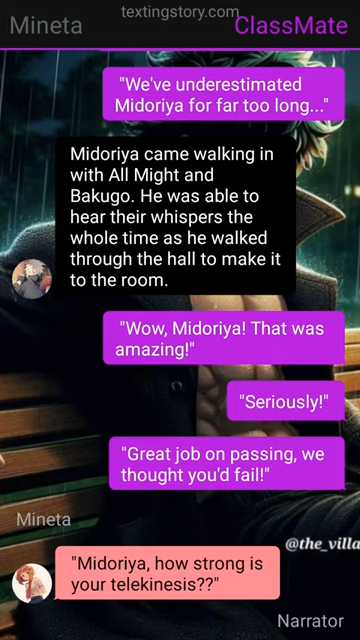 textingstory.com
Mineta ClassMate
"We've underestimated
Midoriya for far too long..."
Midoriya came walking in
with All Might and
Bakugo. He was able to
hear their whispers the
whole time as he walked
through the hall to make it
to the room.
"Wow, Midoriya! That was
amazing!"
"Seriously!"
"Great job on passing, we
thought you'd fail!"
Mineta
@the_villa
"Midoriya, how strong is
your telekinesis??"
Narrator